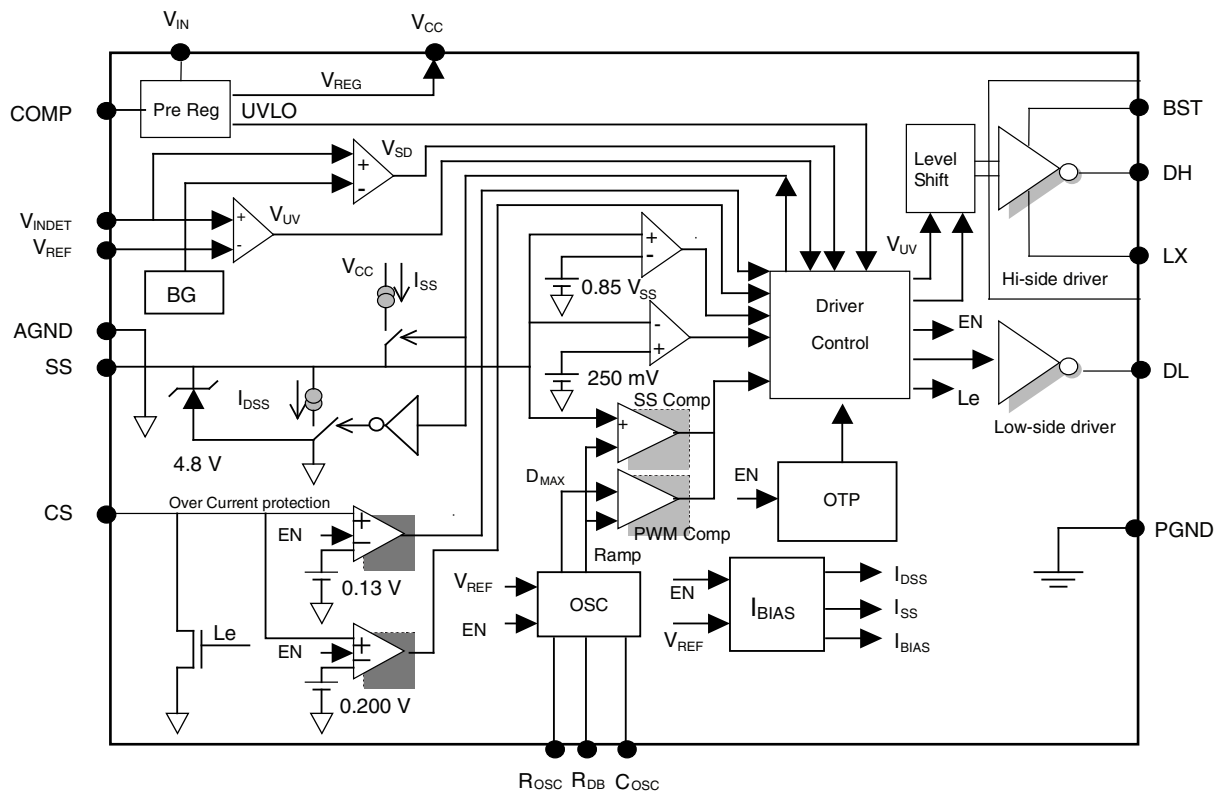 VIN
VCC
VREG
COMP
Pre Reg
UVLO
BST
Level
Shift
VSD
+
-
DH
VINDET
VREF
+
-
VUV
+
-
VUV
VCC
ISS
0.85 VSS
LX
Hi-side driver
BG
Driver
Control
AGND
EN
-
+
SS
250 mV
DL
IDSS
Le
SS Comp
+
Low-side driver
4.8 V
DMAX
EN
OTP
Over Current protection
CS
+
-
EN
PWM Comp
Ramp
PGND
0.13 V
VREF
OSC
EN
IBIAS
IDSS
ISS
EN
VREF
IBIAS
Le
EN
+
-
0.200 V
ROSC
RDB
COSC